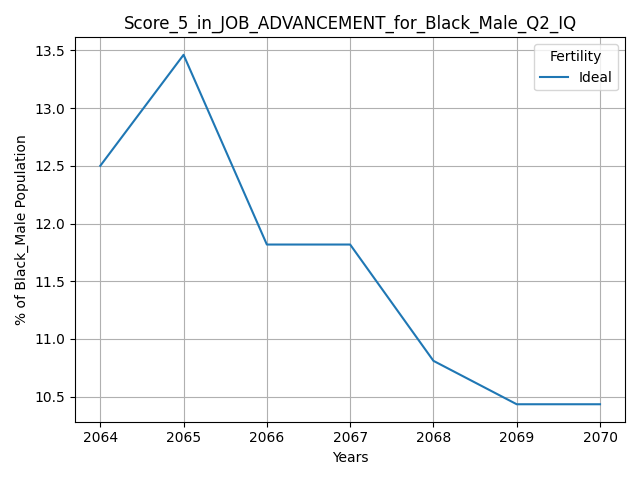 Score_5_in_JOB_ADVANCEMENT_for_Black_Male_Q2_IQ
Fertility
Ideal
% of Black_Male Population
13.5
13.0
12.5
12.0
11.5
11.0
10.5
2064 2065 2066 2067 2068 2069 2070
Years